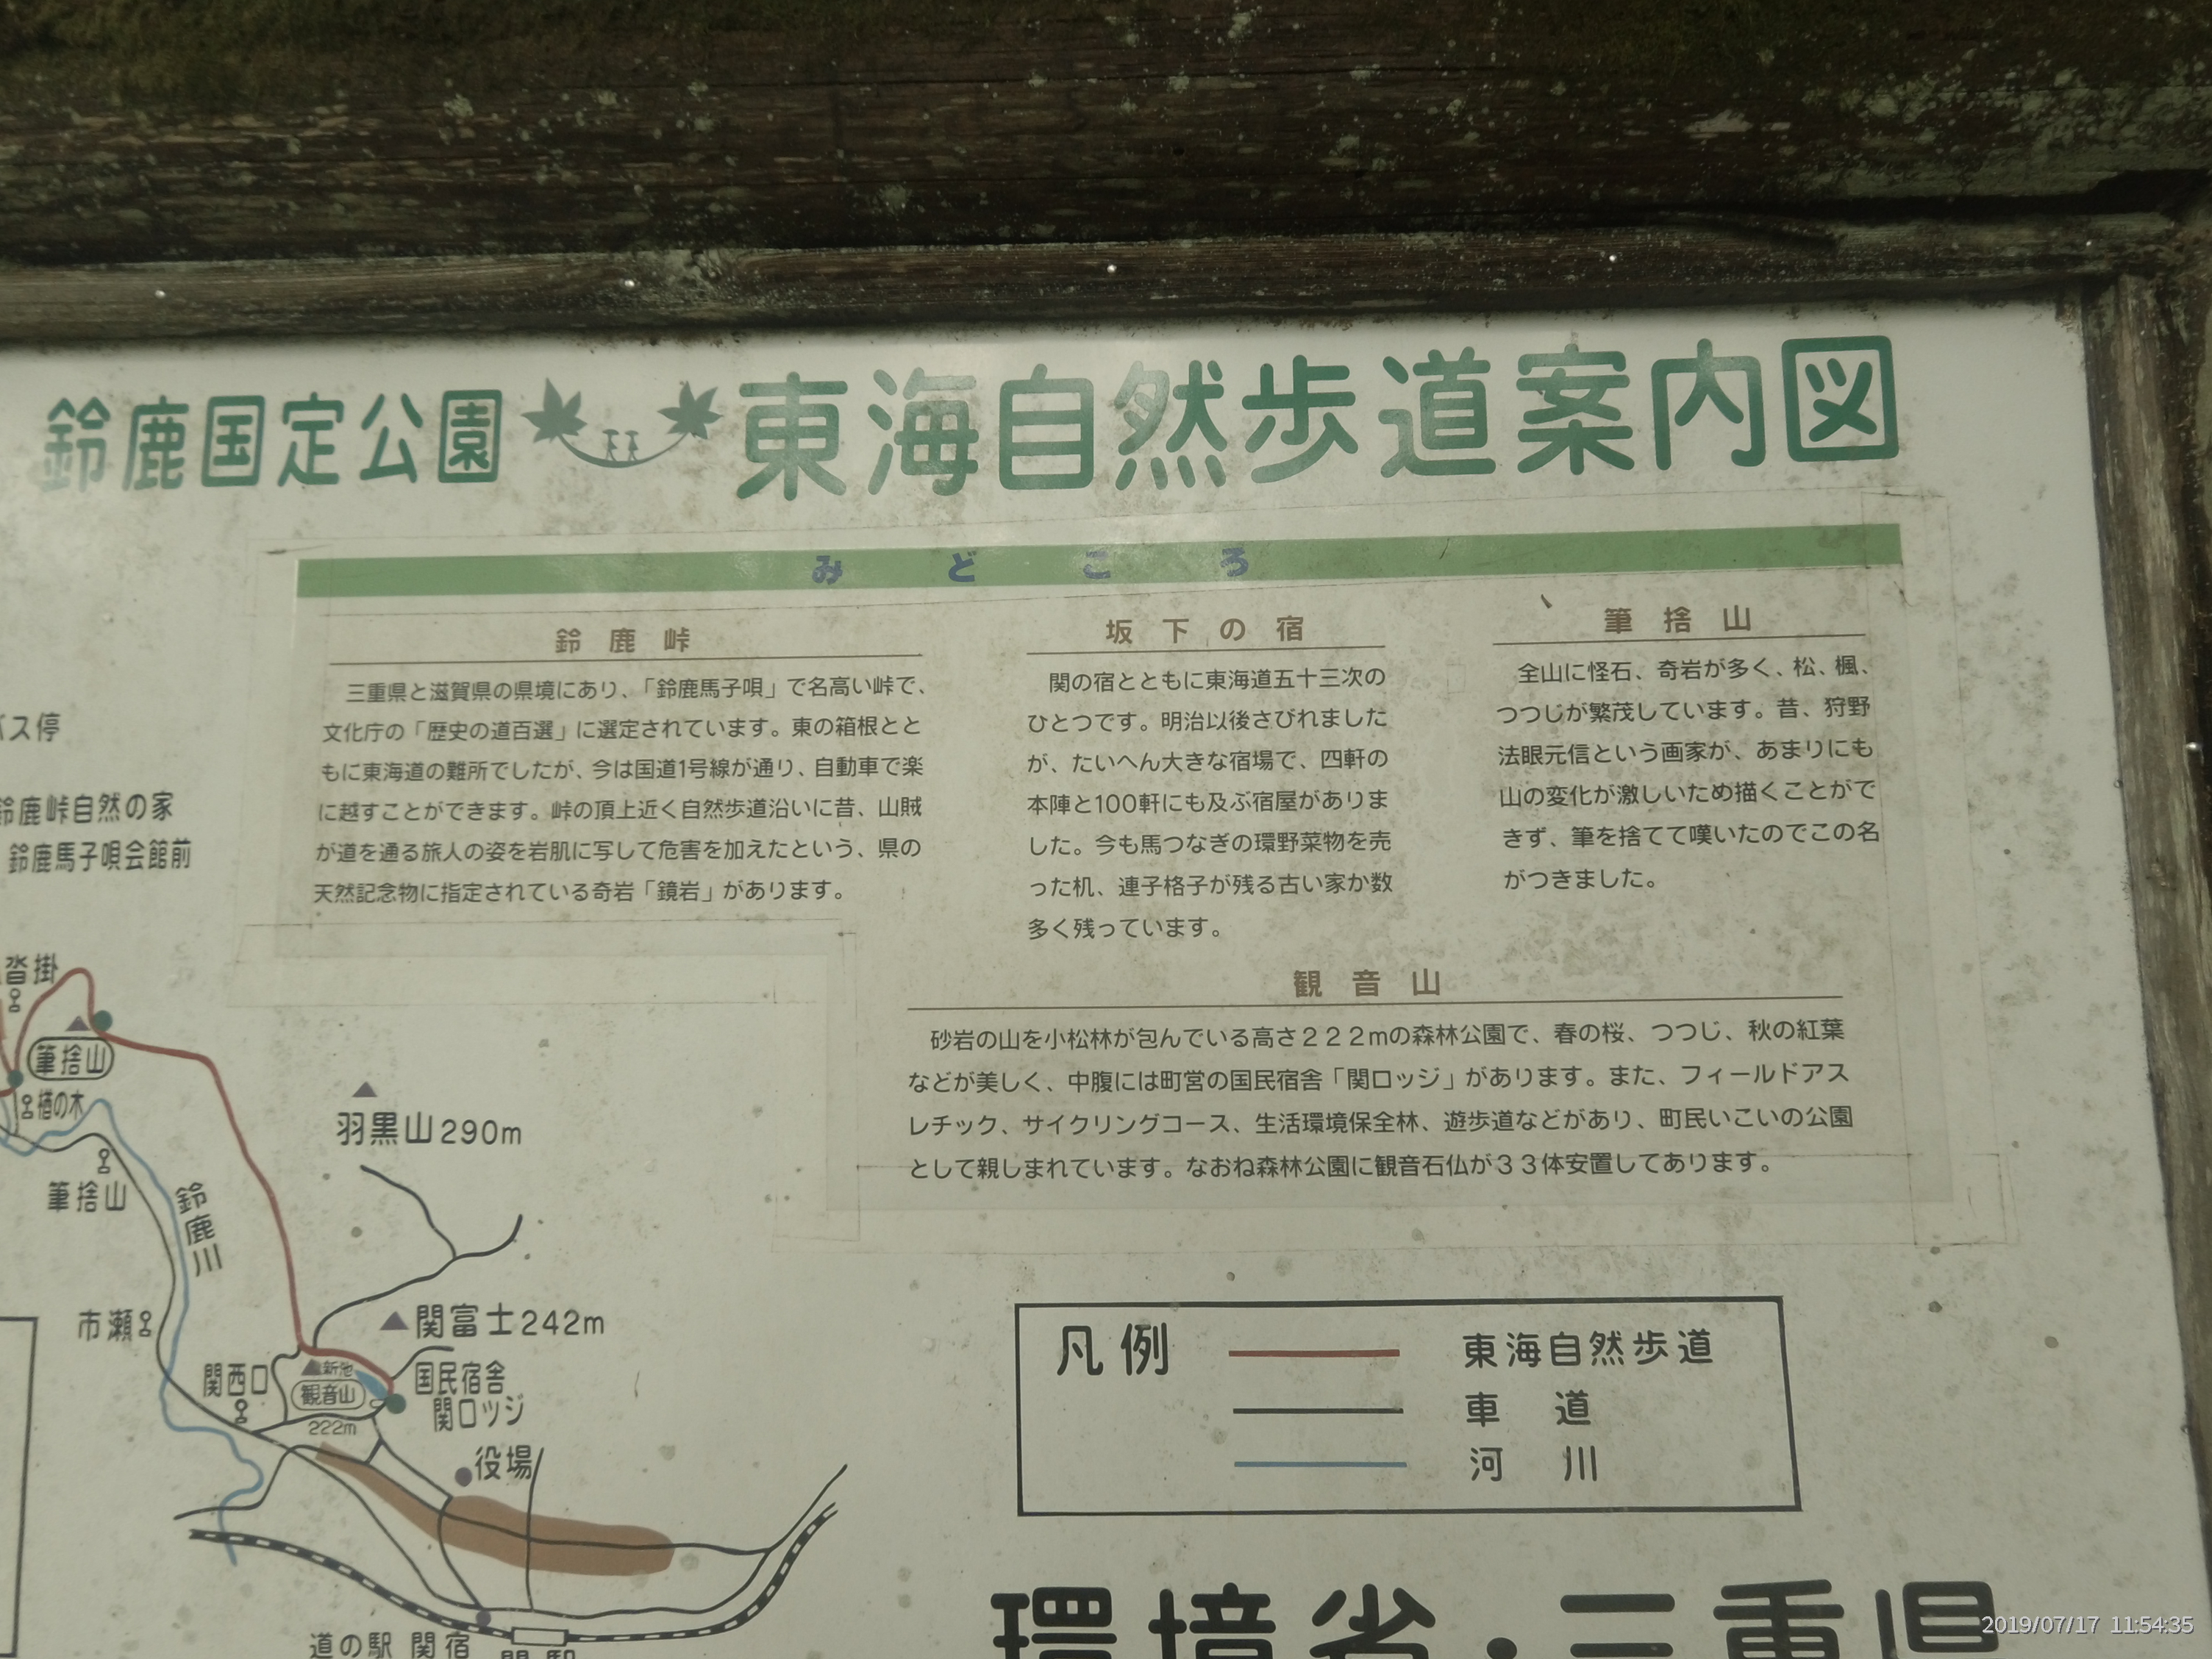 鈴鹿国定公園 東海自然歩道案内図
みどころ
鈴鹿峠
三重県と滋賀県の県境にあり、「鈴鹿馬子唄」で名高い峠で、
文化庁の「歴史の道百選」に選定されています。東の箱根とと
もに東海道の難所でしたが、今は国道1号線が通り、自動車で楽
に越すことができます。峠の頂上近く自然歩道沿いに昔、山賊
が道を通る旅人の姿を岩肌に写して危害を加えたという、県の
天然記念物に指定されている奇岩「鏡岩」があります。
坂下の宿
関の宿とともに東海道五十三次の
ひとつです。明治以後さびれました
が、たいへん大きな宿場で、四軒の
本陣と100軒にも及ぶ宿屋がありま
した。今も馬つなぎの環野菜物を売
った机、連子格子が残る古い家か数
多く残っています。
筆捨山
全山に怪石、奇岩が多く、松、楓、
つつじが繁茂しています。昔、狩野
法眼元信という画家が、あまりにも
山の変化が激しいため描くことがで
きず、筆を捨てて嘆いたのでこの名
がつきました。
観音山
砂岩の山を小松林が包んでいる高さ２２２mの森林公園で、春の桜、つつじ、秋の紅葉
などが美しく、中腹には町営の国民宿舎「関ロッジ」があります。また、フィールドアス
レチック、サイクリングコース、生活環境保全林、遊歩道などがあり、町民いこいの公園
として親しまれています。なおね森林公園に観音石仏が３３体安置してあります。
バス停
鈴鹿峠自然の家
鈴鹿馬子唄会館前
沓掛
筆捨山
楢の木
筆捨山
鈴鹿川
羽黒山290m
市瀬
関富士242m
関西口
新池
観音山
222m
国民宿舎
関ロッジ
役場
道の駅 関宿
関駅
凡例
東海自然歩道
車道
河川
環境省・三重県
2019/07/17 11:54:35